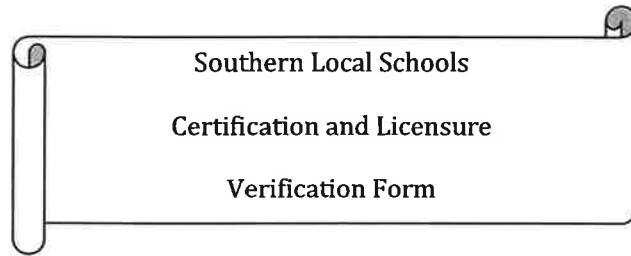 Southern Local Schools
Certification and Licensure
Verification Form